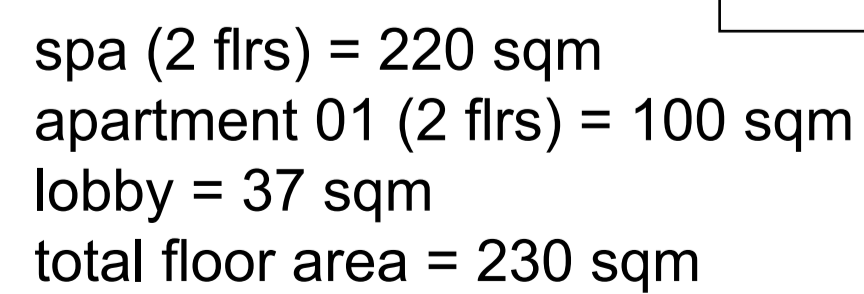 spa (2 flrs) = 220 sqm
apartment 01 (2 flrs) = 100 sqm
lobby = 37 sqm
total floor area = 230 sqm